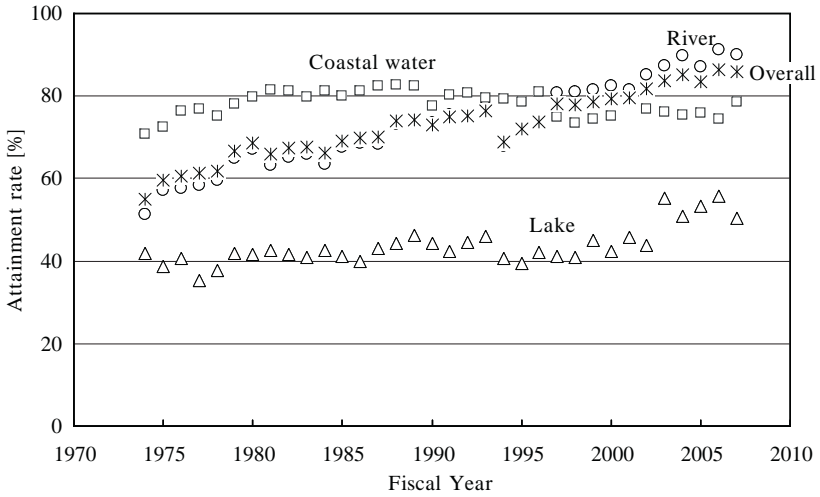 100
80
60
40
20
0
Attainment rate [%]
River
Coastal water
Overall
Lake
1970
1975
1980
1985
1990
1995
2000
2005
2010
Fiscal Year